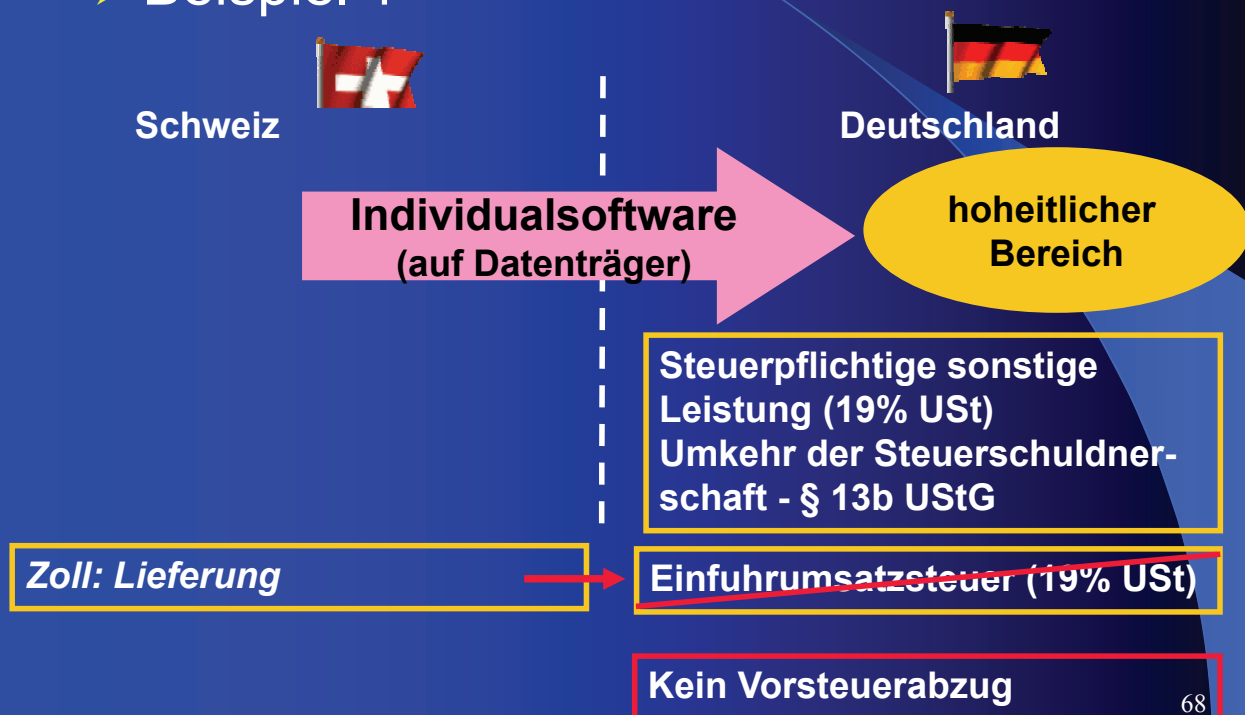 Beispiel
Schweiz
Deutschland
Individualsoftware
(auf Datenträger)
hoheitlicher
Bereich
Steuerpflichtige sonstige
Leistung (19% USt)
Umkehr der Steuerschuldner-
schaft - § 13b UStG
Zoll: Lieferung
Einfuhrumsatzsteuer (19% USt)
Kein Vorsteuerabzug
68